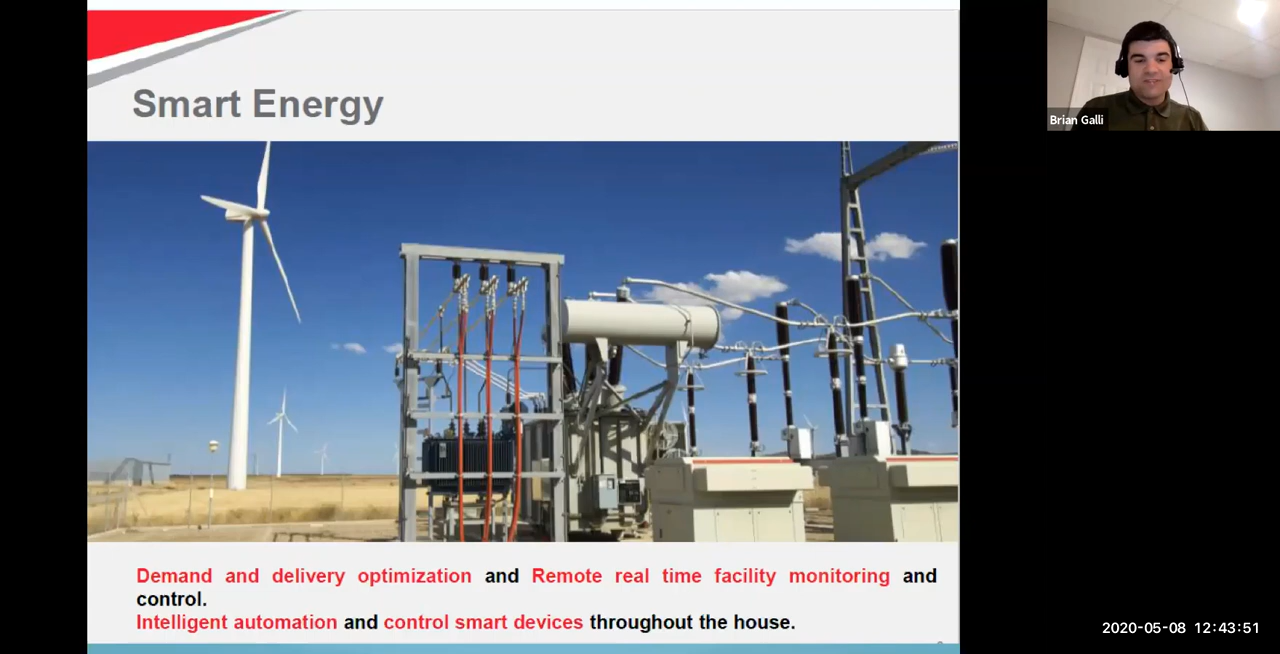 Smart Energy
Brian Galli
Demand and delivery optimization and Remote real time facility monitoring and
control.
Intelligent automation and control smart devices throughout the house.
2020-05-08 12:43:51